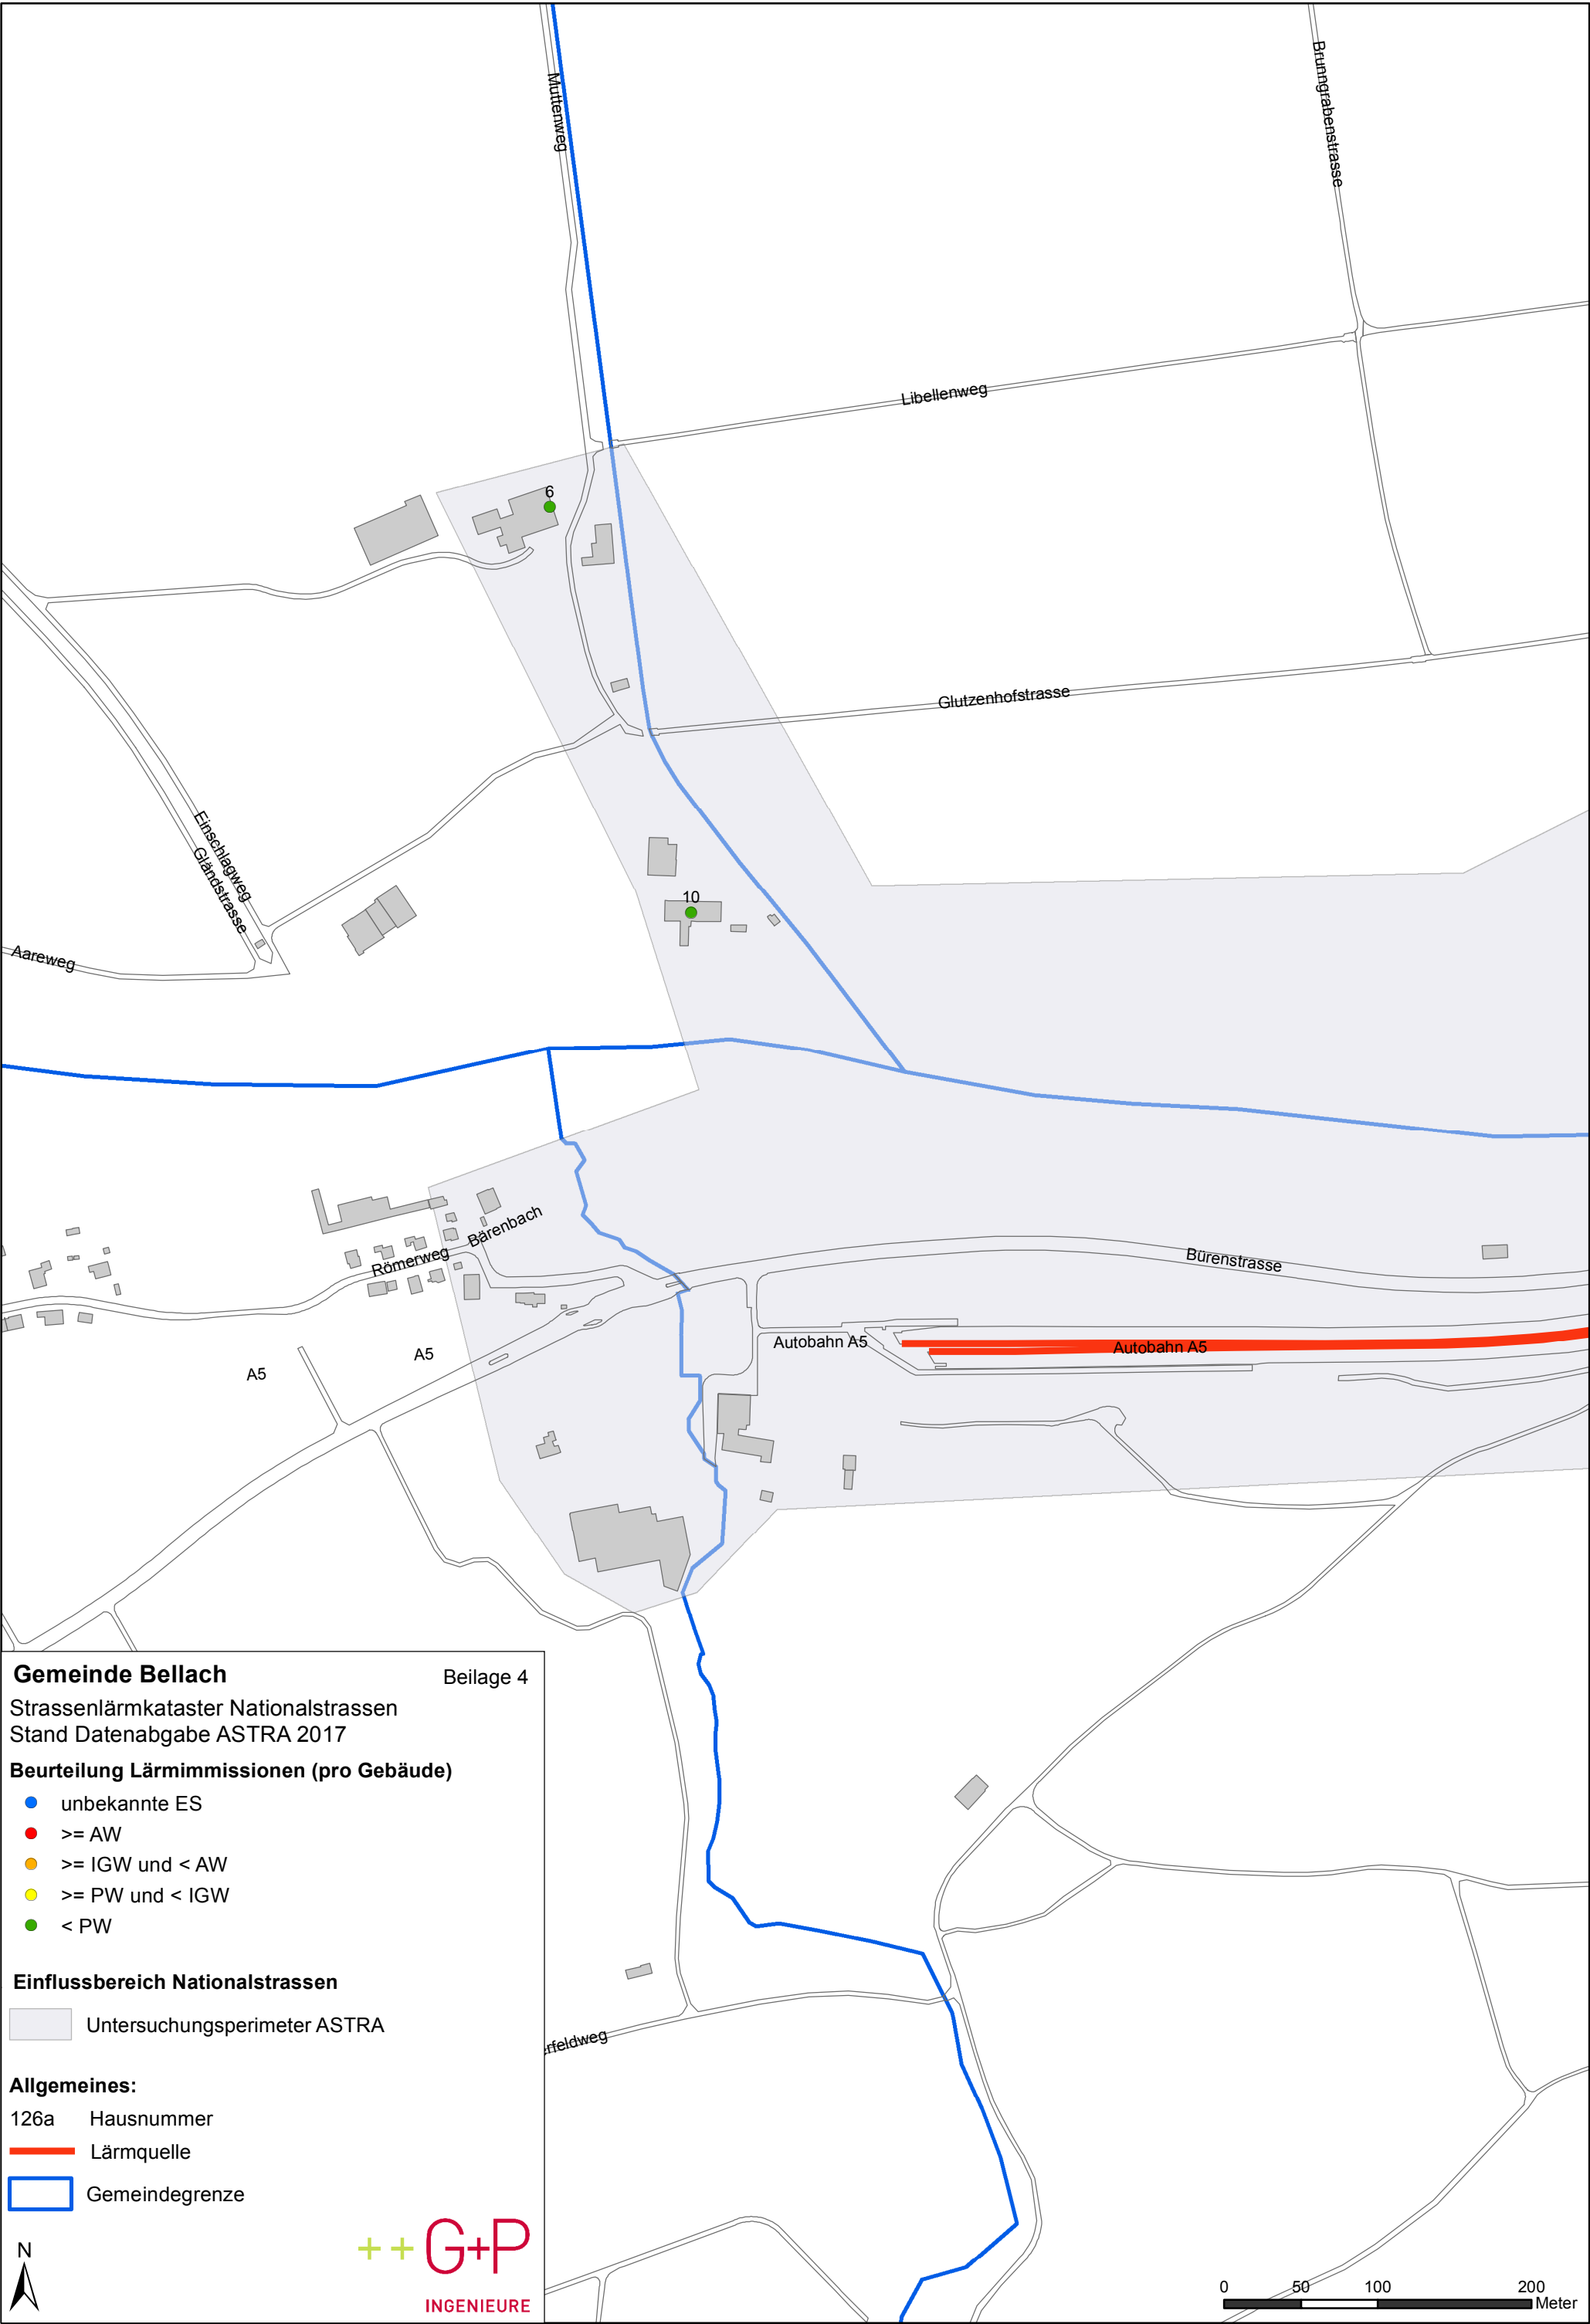 Muttenweg
Brunngrabenstrasse
Libellenweg
6
Glutzenhofstrasse
Einschlagweg
Gländstrasse
10
Aareweg
Bärenbach
Römerweg
Bürenstrasse
Autobahn A5
Autobahn A5
A5
A5
Gemeinde Bellach
Beilage 4
Strassenlärmkataster Nationalstrassen
Stand Datenabgabe ASTRA 2017
Beurteilung Lärmimmissionen (pro Gebäude)
unbekannte ES
>= AW
>= IGW und < AW
>= PW und < IGW
< PW
Einflussbereich Nationalstrassen
Untersuchungsperimeter ASTRA
rfeldweg
Allgemeines:
126a Hausnummer
Lärmquelle
Gemeindegrenze
N
++G+P
INGENIEURE
0 50 100 200
Meter